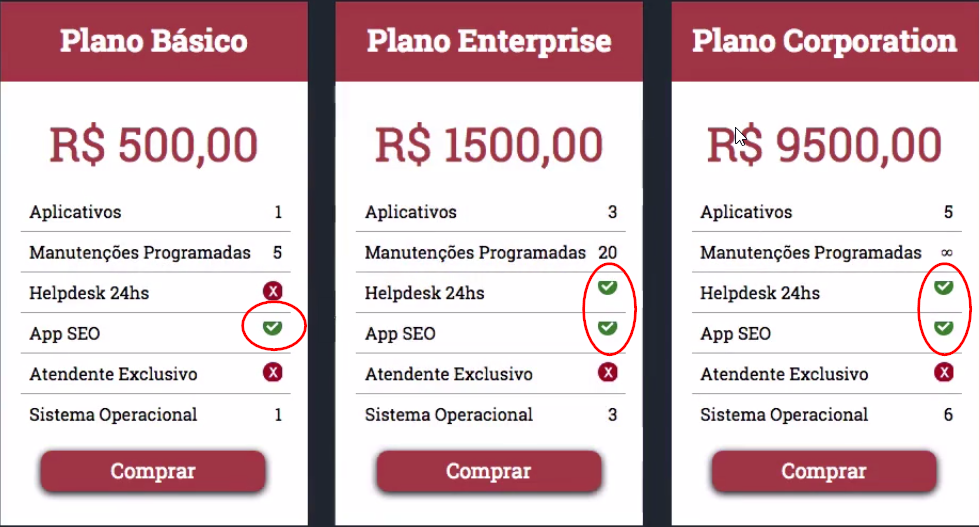 Plano Básico
R$ 500,00
Aplicativos 1
Manutenções Programadas 5
Helpdesk 24hs
App SEO
Atendente Exclusivo
Sistema Operacional 1
Comprar
Plano Enterprise
R$ 1500,00
Aplicativos 3
Manutenções Programadas 20
Helpdesk 24hs
App SEO
Atendente Exclusivo
Sistema Operacional 3
Comprar
Plano Corporation
R$ 9500,00
Aplicativos 5
Manutenções Programadas ∞
Helpdesk 24hs
App SEO
Atendente Exclusivo
Sistema Operacional 6
Comprar